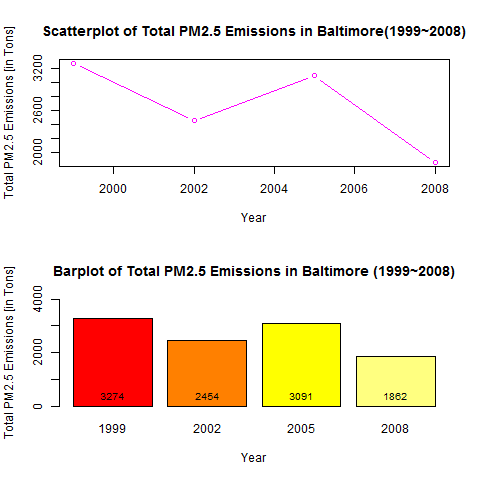 Scatterplot of Total PM2.5 Emissions in Baltimore(1999~2008)
Total PM2.5 Emissions [in Tons]
3200
2600
2000
2000 2002 2004 2006 2008
Year
Barplot of Total PM2.5 Emissions in Baltimore (1999~2008)
Total PM2.5 Emissions [in Tons]
4000
2000
0
3274 2454 3091 1862
1999 2002 2005 2008
Year